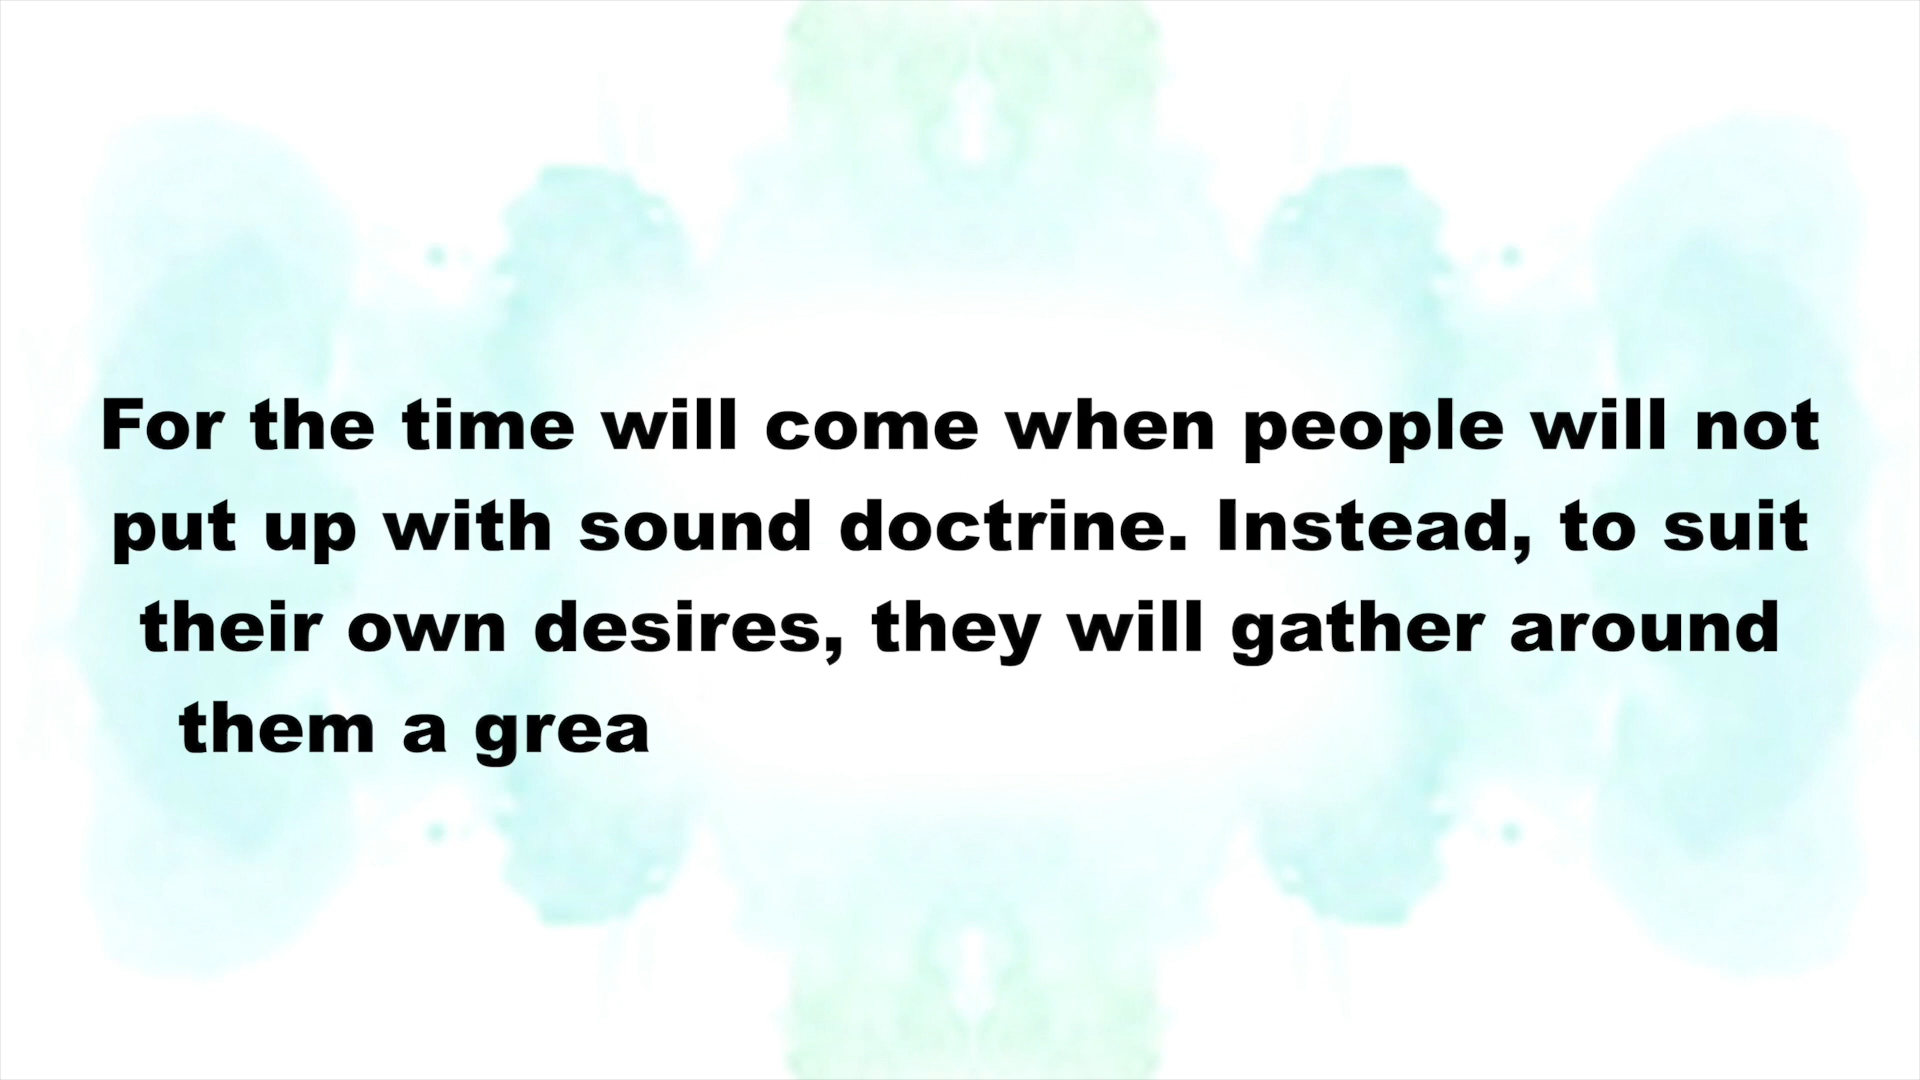 For the time will come when people will not
put up with sound doctrine. Instead, to suit
their own desires, they will gather around
them a grea